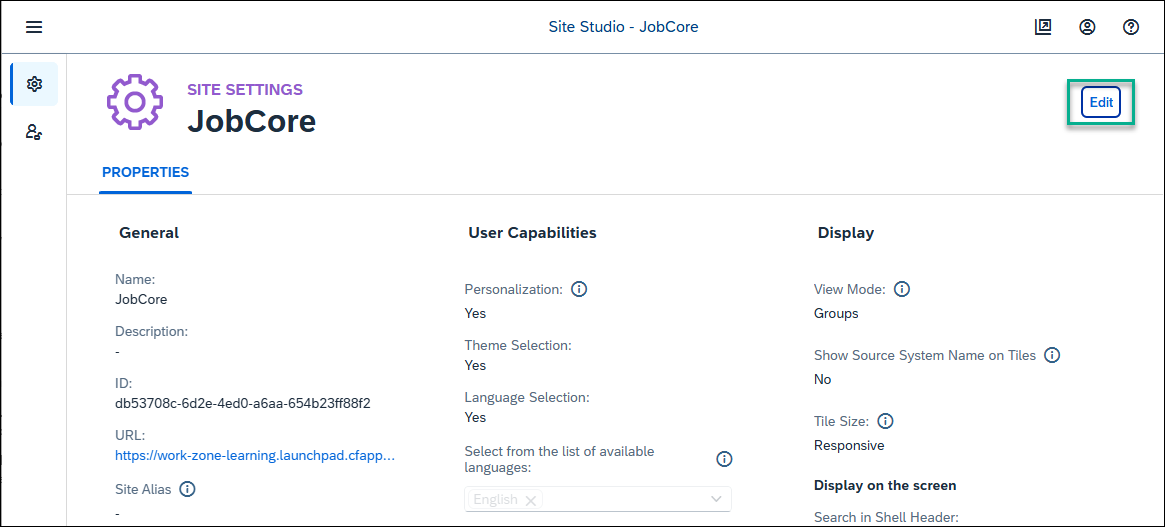 Site Studio - JobCore
SITE SETTINGS
JobCore
Edit
PROPERTIES
General
Name:
JobCore
Description:
-
ID:
db53708c-6d2e-4ed0-a6aa-654b23ff88f2
URL:
https://work-zone-learning.launchpad.cfapp...
Site Alias
-
User Capabilities
Personalization:
Yes
Theme Selection:
Yes
Language Selection:
Yes
Select from the list of available
languages:
English
Display
View Mode:
Groups
Show Source System Name on Tiles
No
Tile Size:
Responsive
Display on the screen
Search in Shell Header: